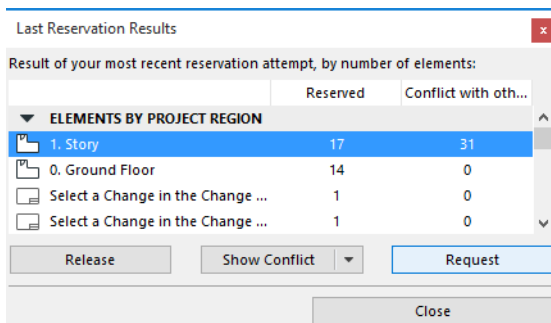 Last Reservation Results
x
Result of your most recent reservation attempt, by number of elements:
Reserved Conflict with oth...
ELEMENTS BY PROJECT REGION
1. Story 17 31
0. Ground Floor 14 0
Select a Change in the Change ... 1 0
Select a Change in the Change ... 1 0
Release Show Conflict Request
Close